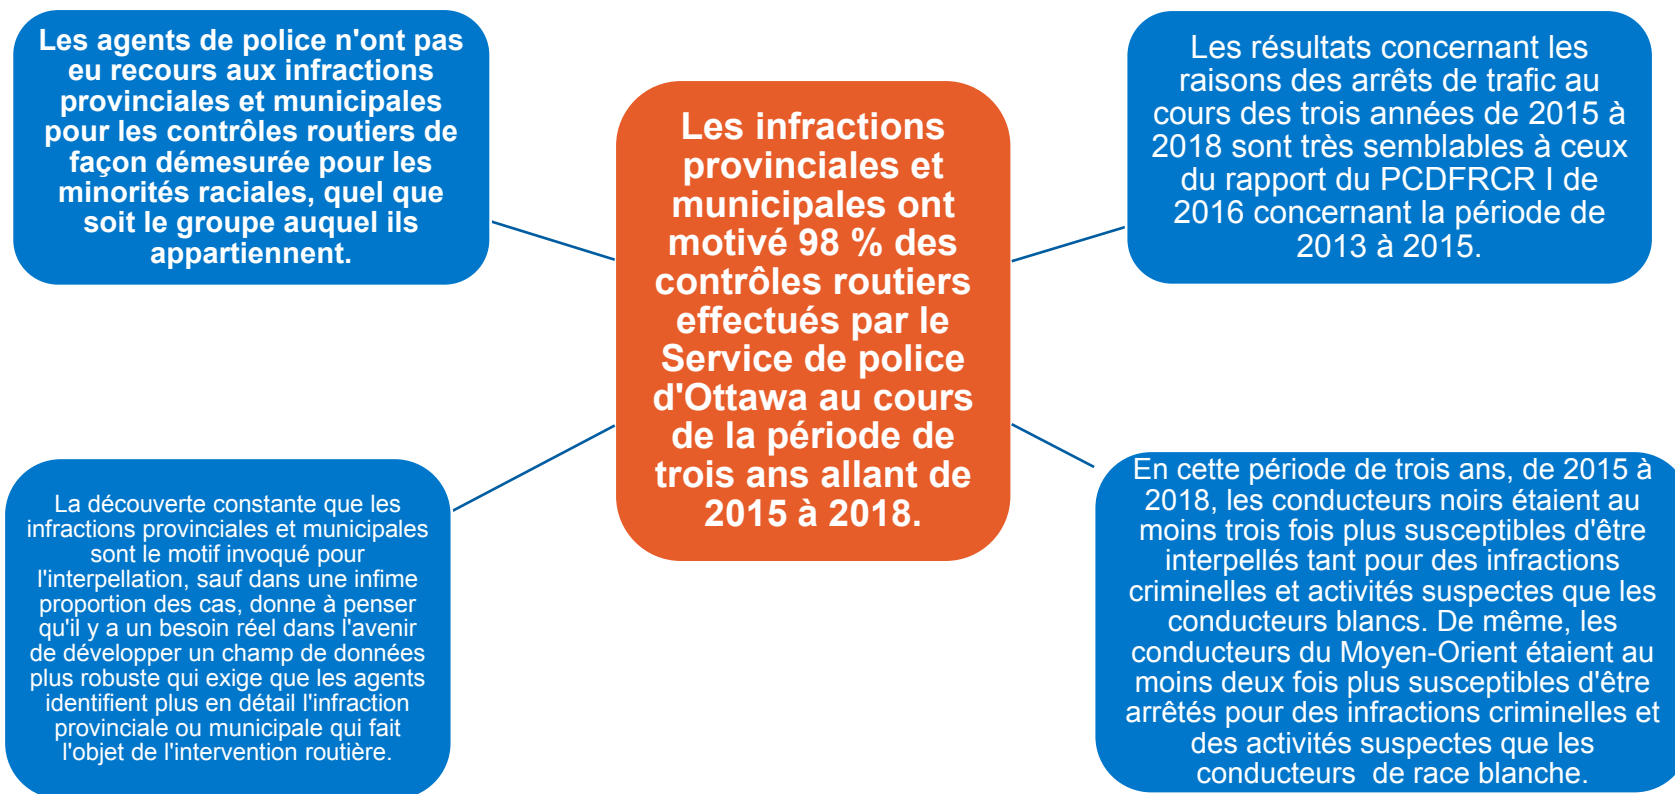 Les agents de police n'ont pas
eu recours aux infractions
provinciales et municipales
pour les contrôles routiers de
façon démesurée pour les
minorités raciales, quel que
soit le groupe auquel ils
appartiennent.
Les infractions
provinciales et
municipales ont
motivé 98 % des
contrôles routiers
effectués par le
Service de police
d'Ottawa au cours
de la période de
trois ans allant de
2015 à 2018.
Les résultats concernant les
raisons des arrêts de trafic au
cours des trois années de 2015 à
2018 sont très semblables à ceux
du rapport du PCDFRCR I de
2016 concernant la période de
2013 à 2015.
La découverte constante que les
infractions provinciales et municipales
sont le motif invoqué pour
l'interpellation, sauf dans une infime
proportion des cas, donne à penser
qu'il y a un besoin réel dans l'avenir
de développer un champ de données
plus robuste qui exige que les agents
identifient plus en détail l'infraction
provinciale ou municipale qui fait
l'objet de l'intervention routière.
En cette période de trois ans, de 2015 à
2018, les conducteurs noirs étaient au
moins trois fois plus susceptibles d'être
interpellés tant pour des infractions
criminelles et activités suspectes que les
conducteurs blancs. De même, les
conducteurs du Moyen-Orient étaient au
moins deux fois plus susceptibles d'être
arrêtés pour des infractions criminelles et
des activités suspectes que les
conducteurs  de race blanche.